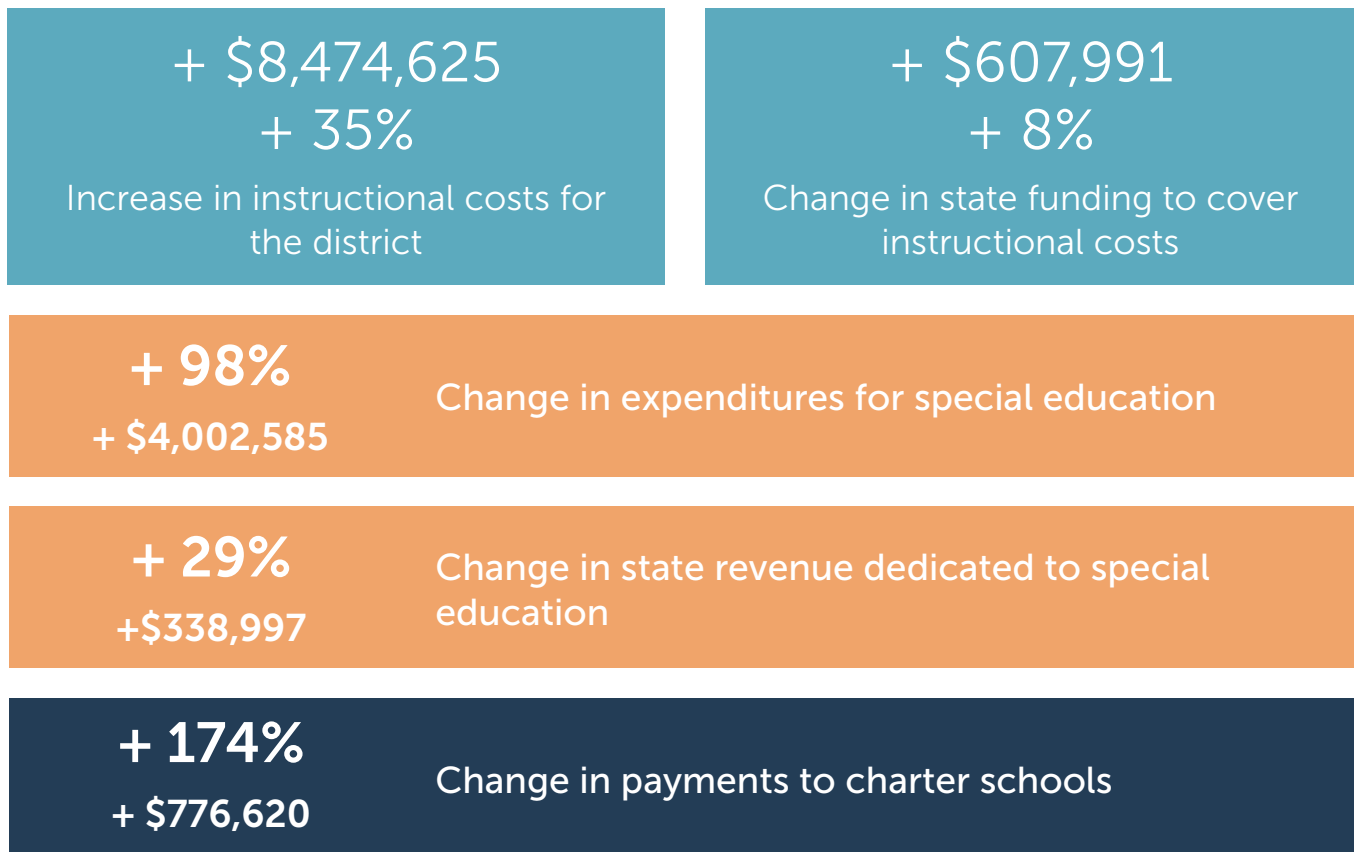 + $8,474,625
+ 35%
Increase in instructional costs for
the district
+ $607,991
+ 8%
Change in state funding to cover
instructional costs
+ 98%
+ $4,002,585
Change in expenditures for special education
+ 29%
+$338,997
Change in state revenue dedicated to special
education
+ 174%
+ $776,620
Change in payments to charter schools